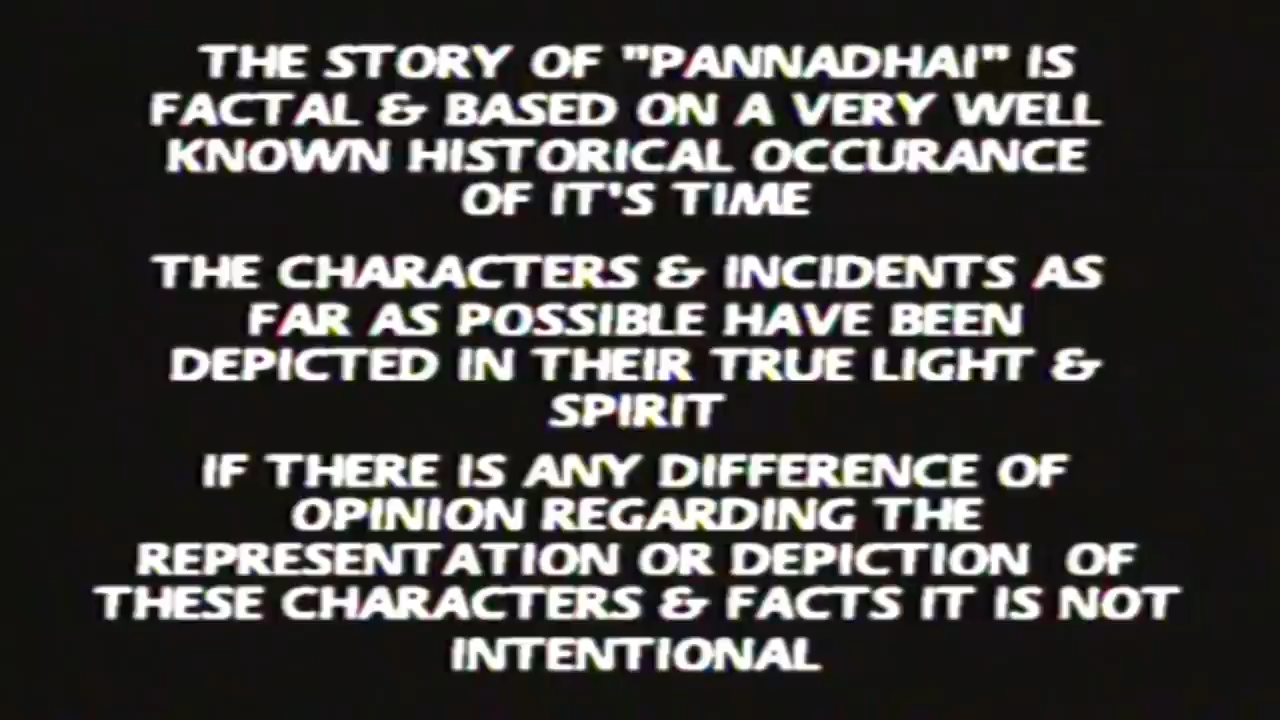 THE STORY OF "PANNADHAI" IS
FACTAL & BASED ON A VERY WELL
KNOWN HISTORICAL OCCURANCE
OF IT'S TIME
THE CHARACTERS & INCIDENTS AS
FAR AS POSSIBLE HAVE BEEN
DEPICTED IN THEIR TRUE LIGHT &
SPIRIT
IF THERE IS ANY DIFFERENCE OF
OPINION REGARDING THE
REPRESENTATION OR DEPICTION OF
THESE CHARACTERS & FACTS IT IS NOT
INTENTIONAL